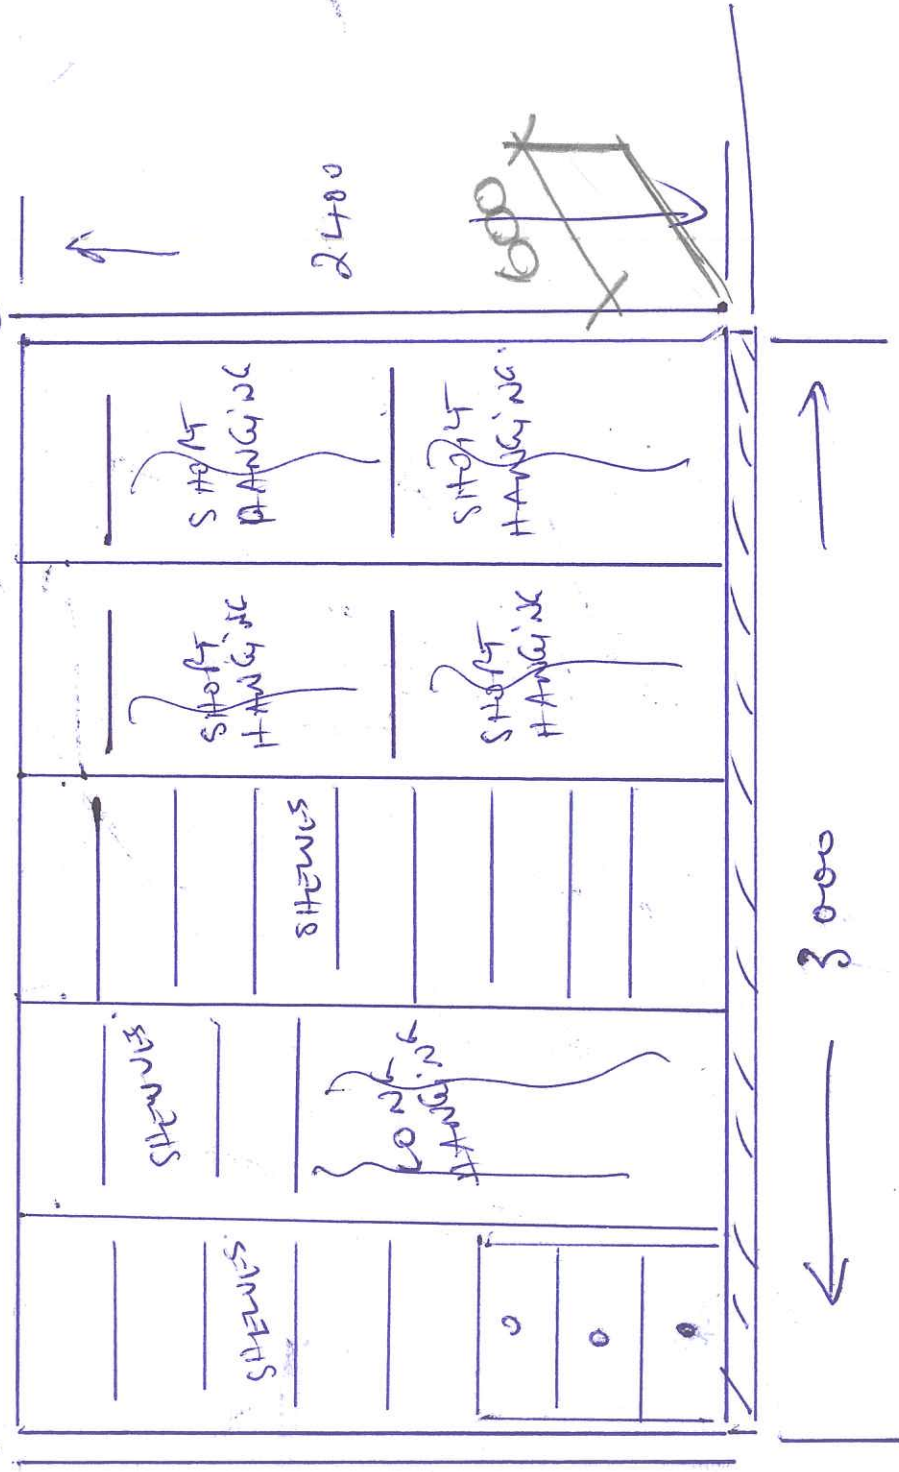 SHELVES
SHELVES
LONG
HANGING
SHELVES
SHORT
HANGING
SHORT
HANGING
SHORT
HANGING
SHORT
HANGING
2400
600
3000